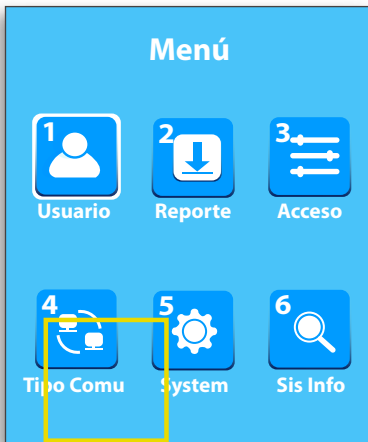 Menú
1 2 3
Usuario Reporte Acceso
4 5 6
Tipo Comu System Sis Info